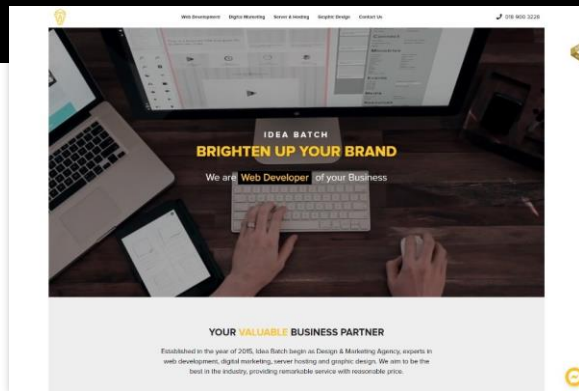 Web Development Digital Marketing Server & Hosting Graphic Design Contact Us
018 900 3228
IDEA BATCH
BRIGHTEN UP YOUR BRAND
We are Web Developer of your Business
YOUR VALUABLE BUSINESS PARTNER
Established in the year of 2015, Idea Batch begin as Design & Marketing Agency, experts in
web development, digital marketing, server hosting and graphic design. We aim to be the
best in the industry, providing remarkable service with reasonable price.